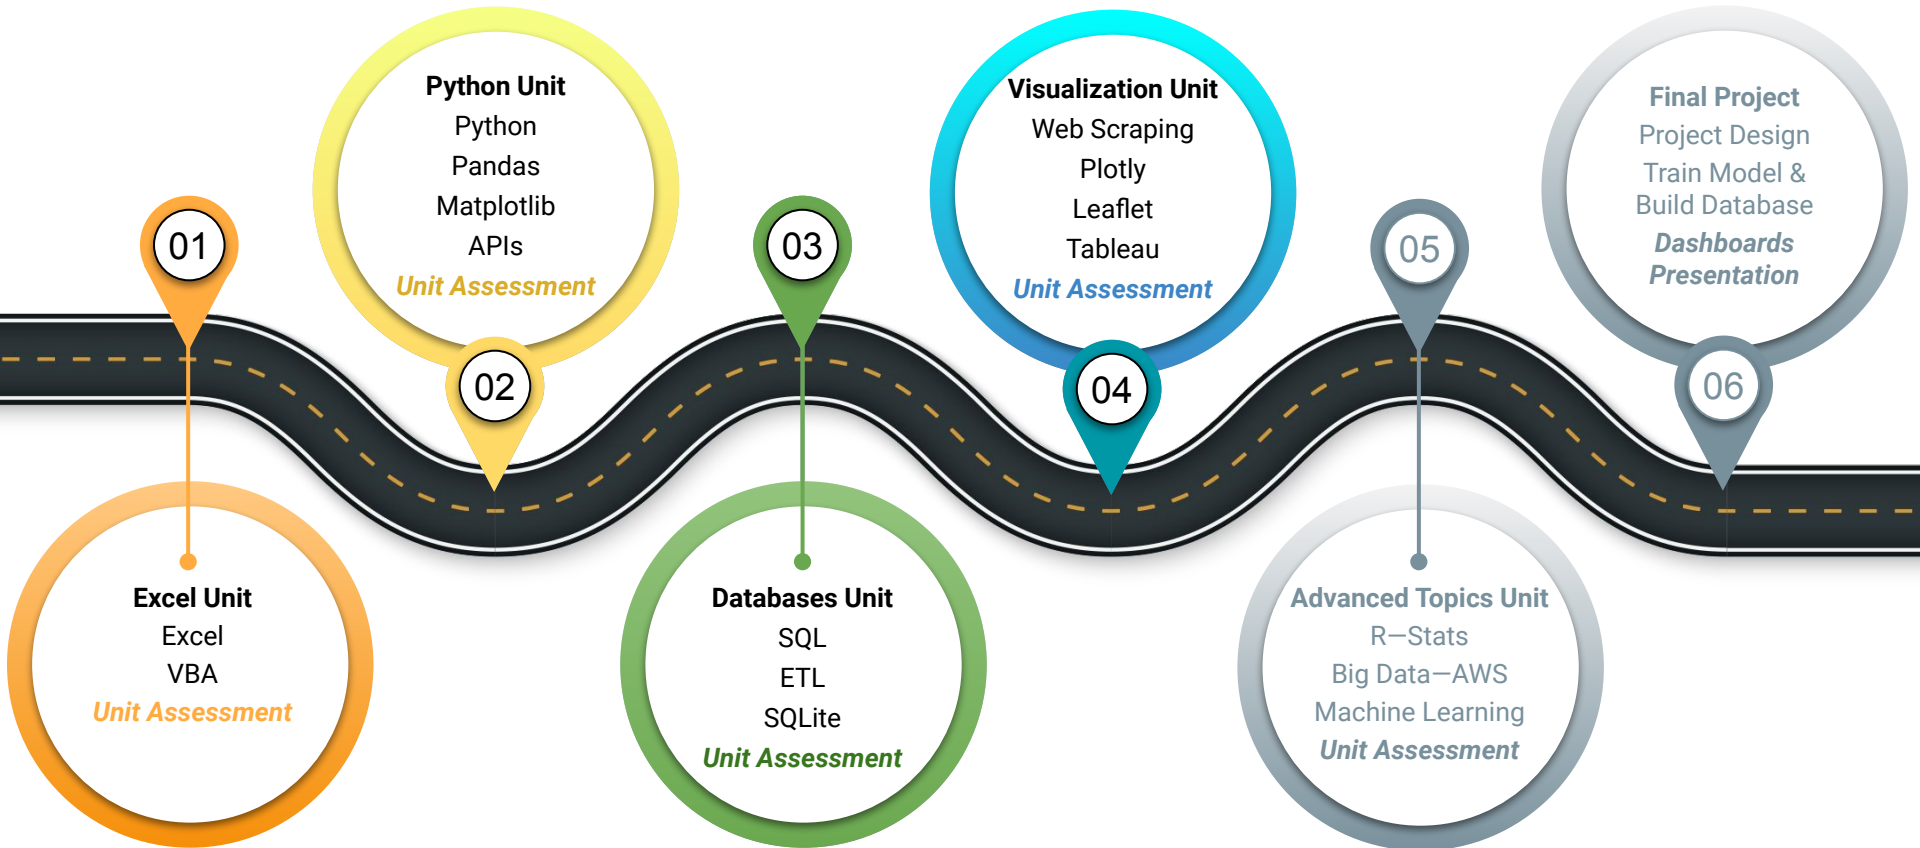 01
Excel Unit
Excel
VBA
Unit Assessment
Python Unit
Python
Pandas
Matplotlib
APIs
Unit Assessment
02
03
Databases Unit
SQL
ETL
SQLite
Unit Assessment
Visualization Unit
Web Scraping
Plotly
Leaflet
Tableau
Unit Assessment
04
05
Advanced Topics Unit
R—Stats
Big Data—AWS
Machine Learning
Unit Assessment
Final Project
Project Design
Train Model &
Build Database
Dashboards
Presentation
06